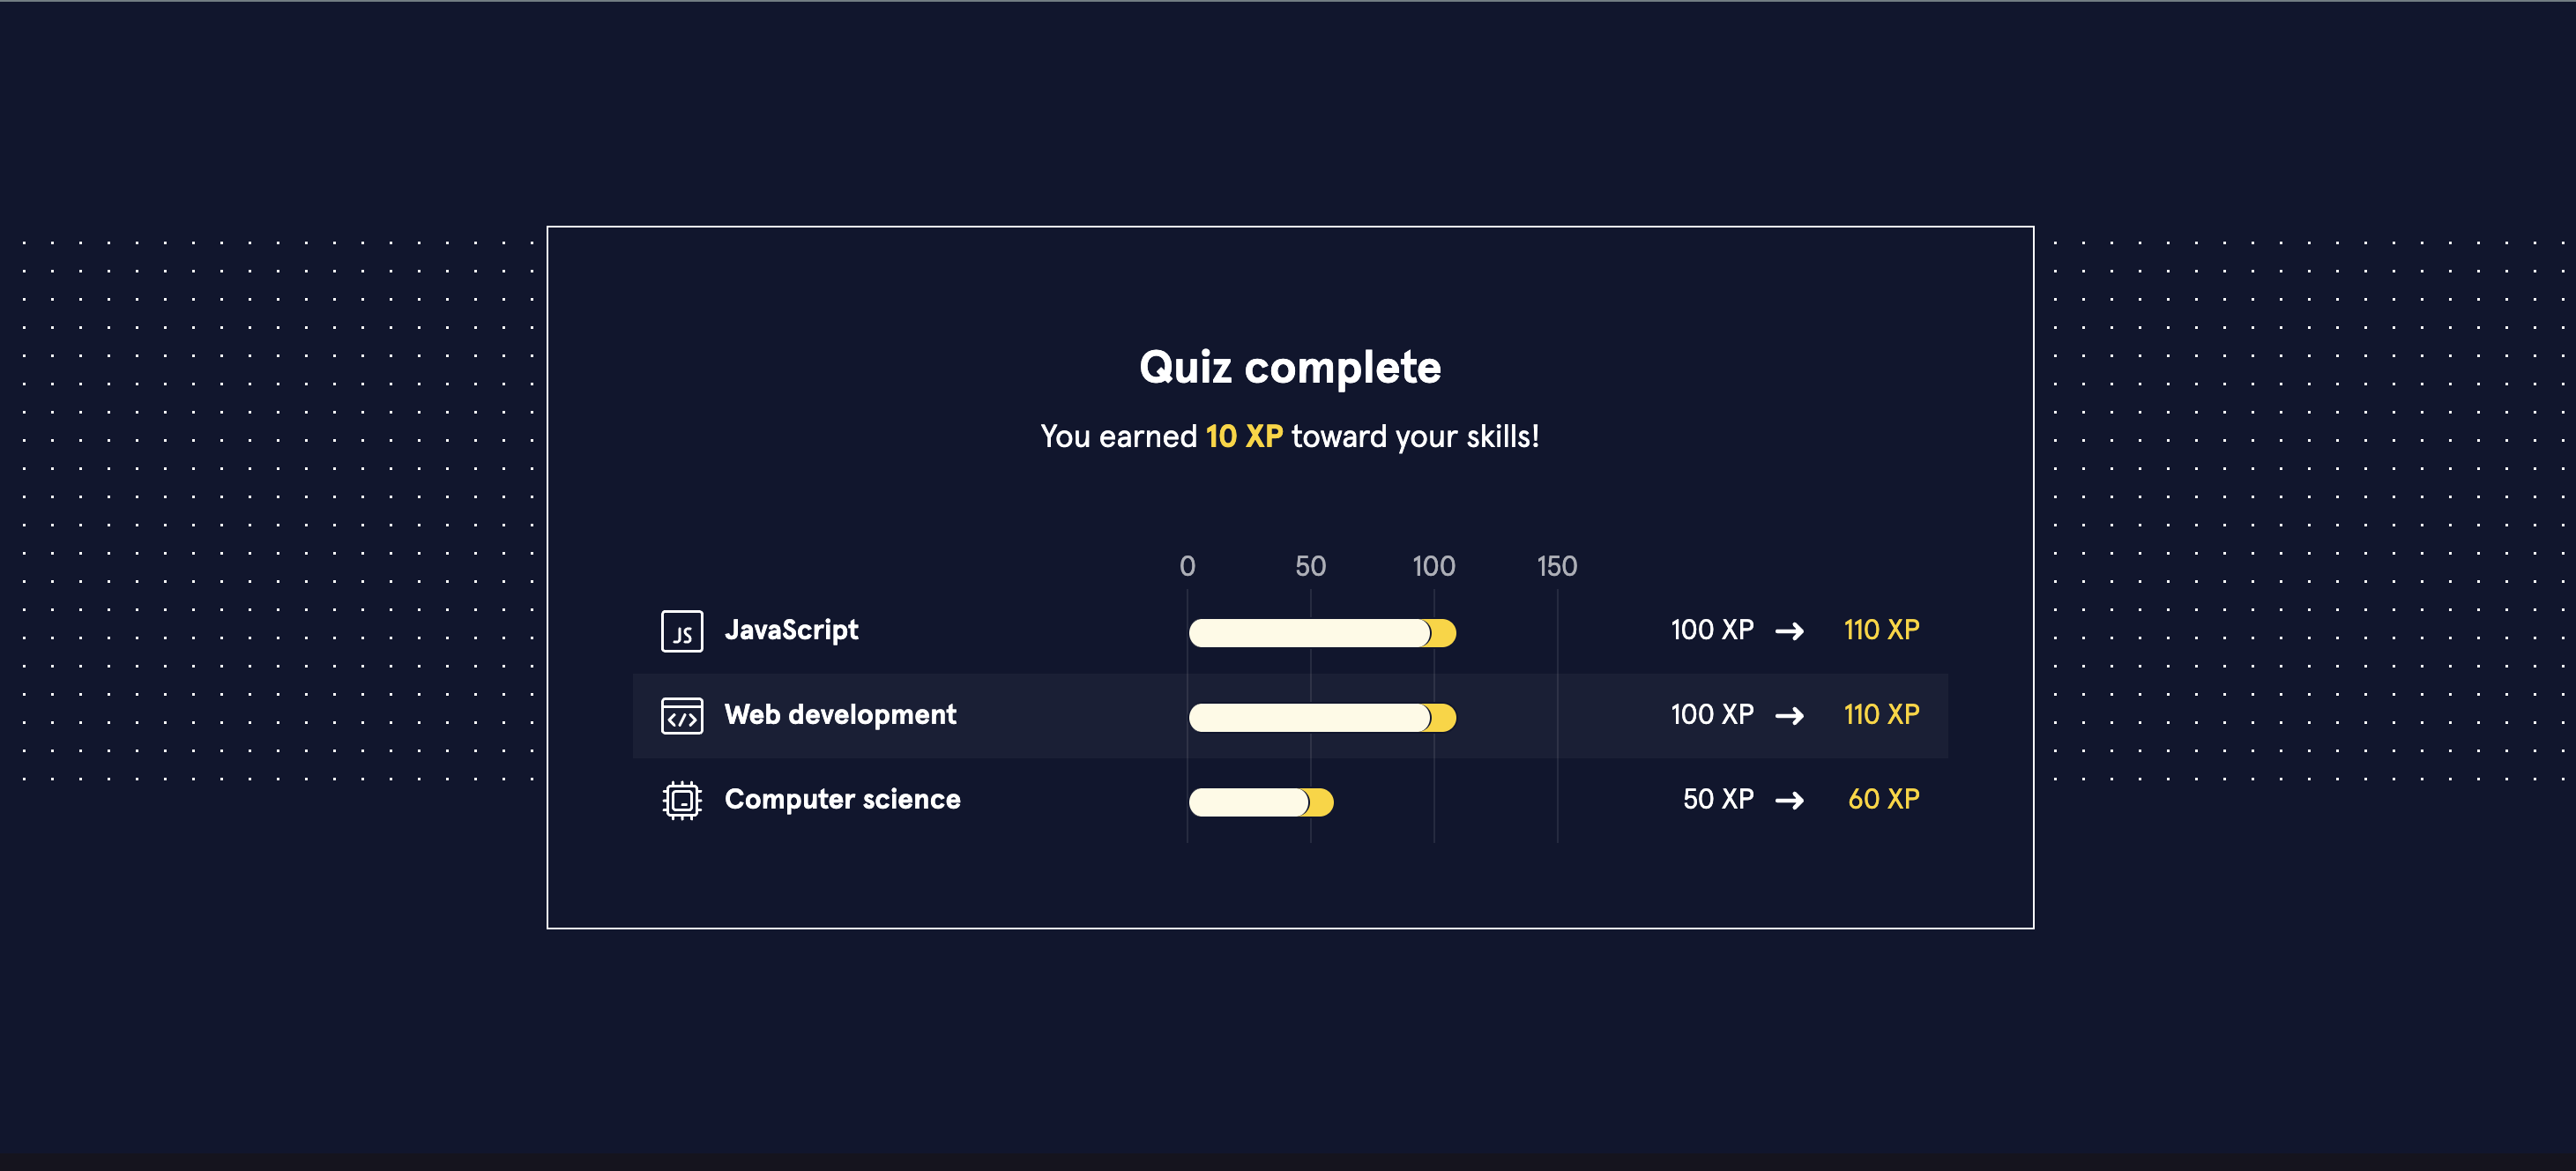 Quiz complete
You earned 10 XP toward your skills!
0 50 100 150
JS JavaScript 100 XP → 110 XP
</> Web development 100 XP → 110 XP
Computer science 50 XP → 60 XP